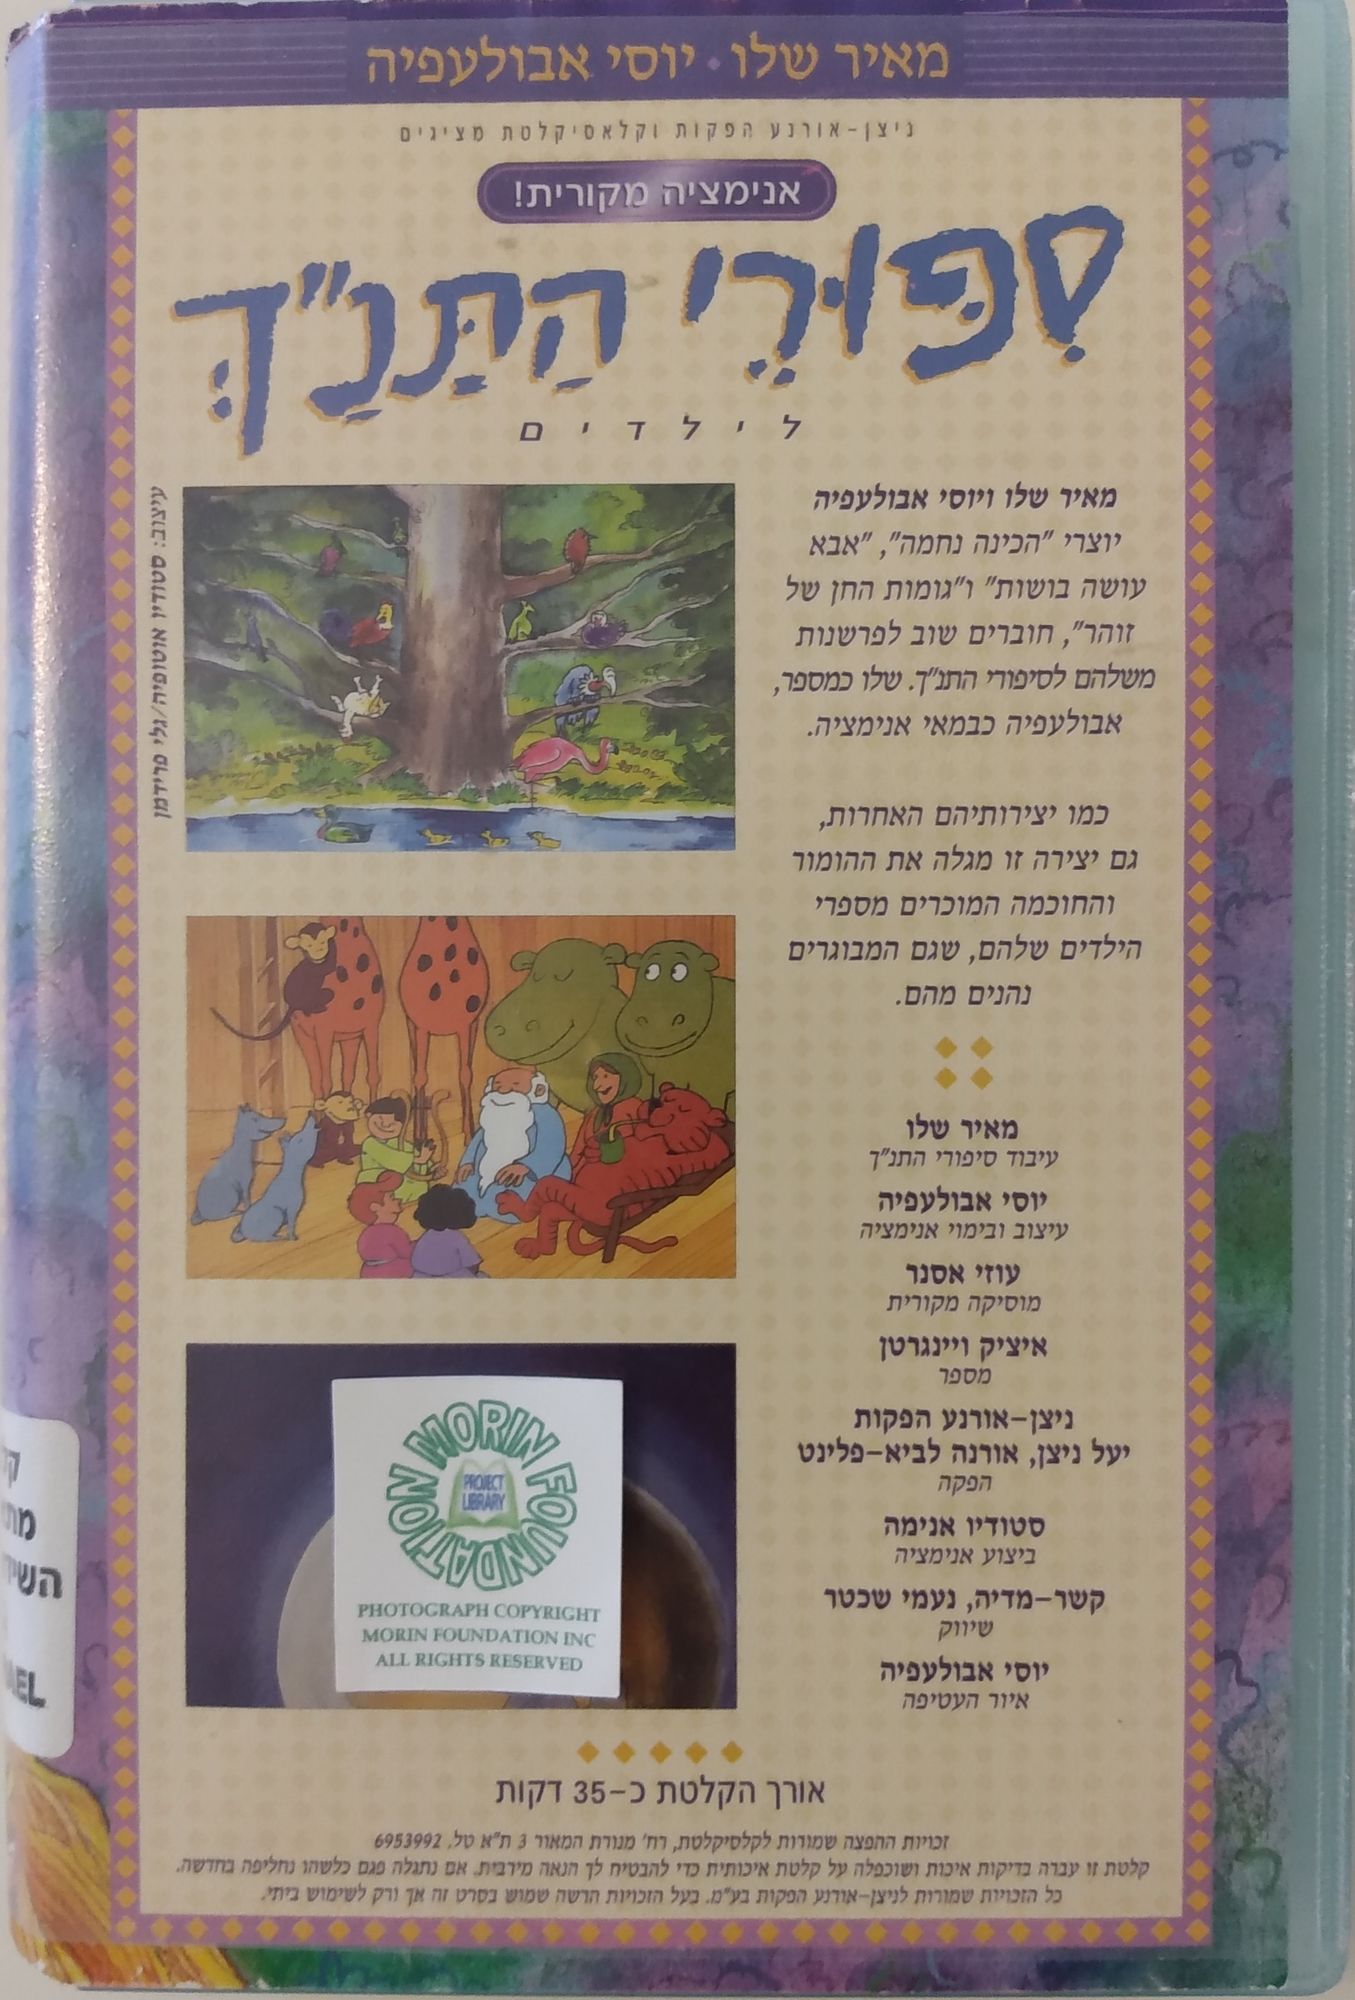 מאיר שלו • יוסי אבולעפיה
ניצן-אורנע הפקות וקלאסיקלטת מציגים
אנימציה מקורית!
סִפּוּרֵי הַתַּנַ"ךְ
לילדים
עיצוב: סטודיו אוטופיה/גלי פרידמן
מאיר שלו ויוסי אבולעפיה
יוצרי "הכינה נחמה", "אבא
עושה בושות" ו"גומות החן של
זוהר", חוברים שוב לפרשנות
משלהם לסיפורי התנ"ך. שלו כמספר,
אבולעפיה כבמאי אנימציה.
כמו יצירותיהם האחרות,
גם יצירה זו מגלה את ההומור
והחוכמה המוכרים מספרי
הילדים שלהם, שגם המבוגרים
נהנים מהם.
מאיר שלו
עיבוד סיפורי התנ"ך
יוסי אבולעפיה
עיצוב ובימוי אנימציה
עוזי אסנר
מוסיקה מקורית
איציק ויינגרטן
מספר
ניצן-אורנע הפקות
יעל ניצן, אורנה לביא-פלינט
הפקה
סטודיו אנימה
ביצוע אנימציה
קשר-מדיה, נעמי שכטר
שיווק
יוסי אבולעפיה
איור העטיפה
MORIN FOUNDATION
PROJECT
LIBRARY
PHOTOGRAPH COPYRIGHT
MORIN FOUNDATION INC
ALL RIGHTS RESERVED
אורך הקלטת כ-35 דקות
זכויות ההפצה שמורות לקלסיקלטת, רח' מנורת המאור 3 ת"א טל. 6953992
קלטת זו עברה בדיקות איכות ושוכפלה על קלטת איכותית כדי להבטיח לך הנאה מירבית. אם נתגלה פגם כלשהו נחליפה בחדשה.
כל הזכויות שמורות לניצן-אורנע הפקות בע"מ. בעל הזכויות הרשה שמוש בסרט זה אך ורק לשימוש ביתי.